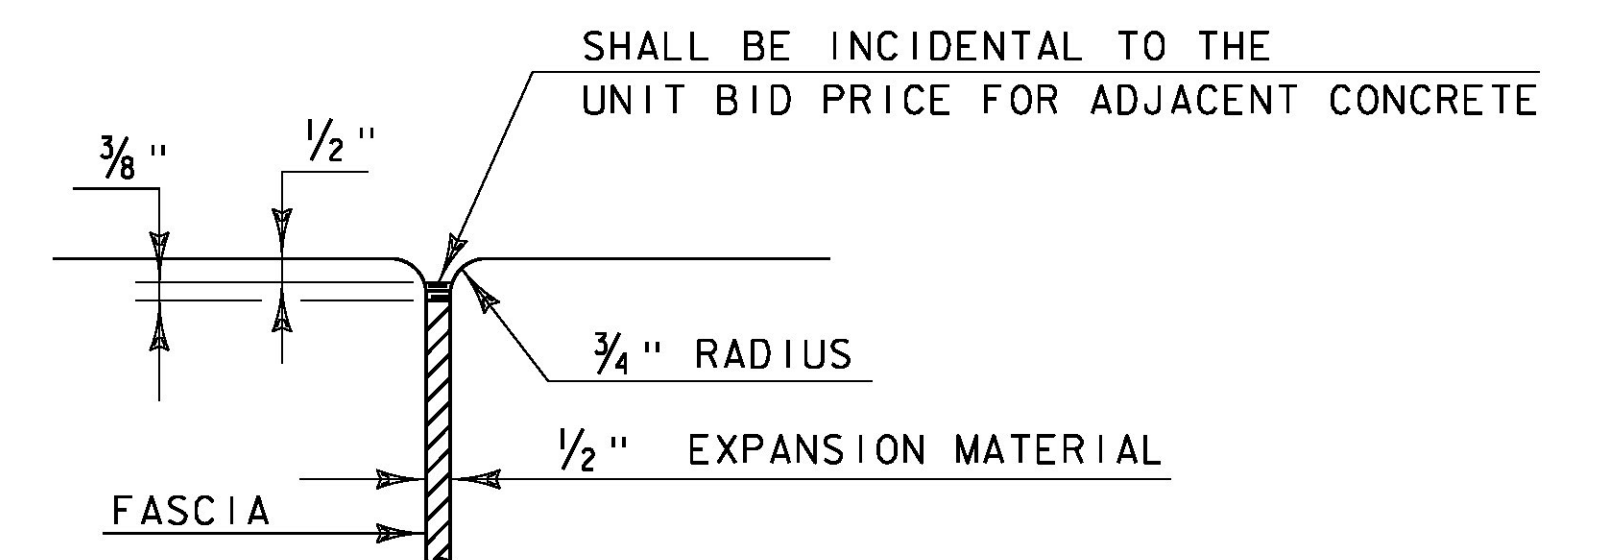 SHALL BE INCIDENTAL TO THE
UNIT BID PRICE FOR ADJACENT CONCRETE
3/8"
1/2"
3/4" RADIUS
1/2" EXPANSION MATERIAL
FASCIA